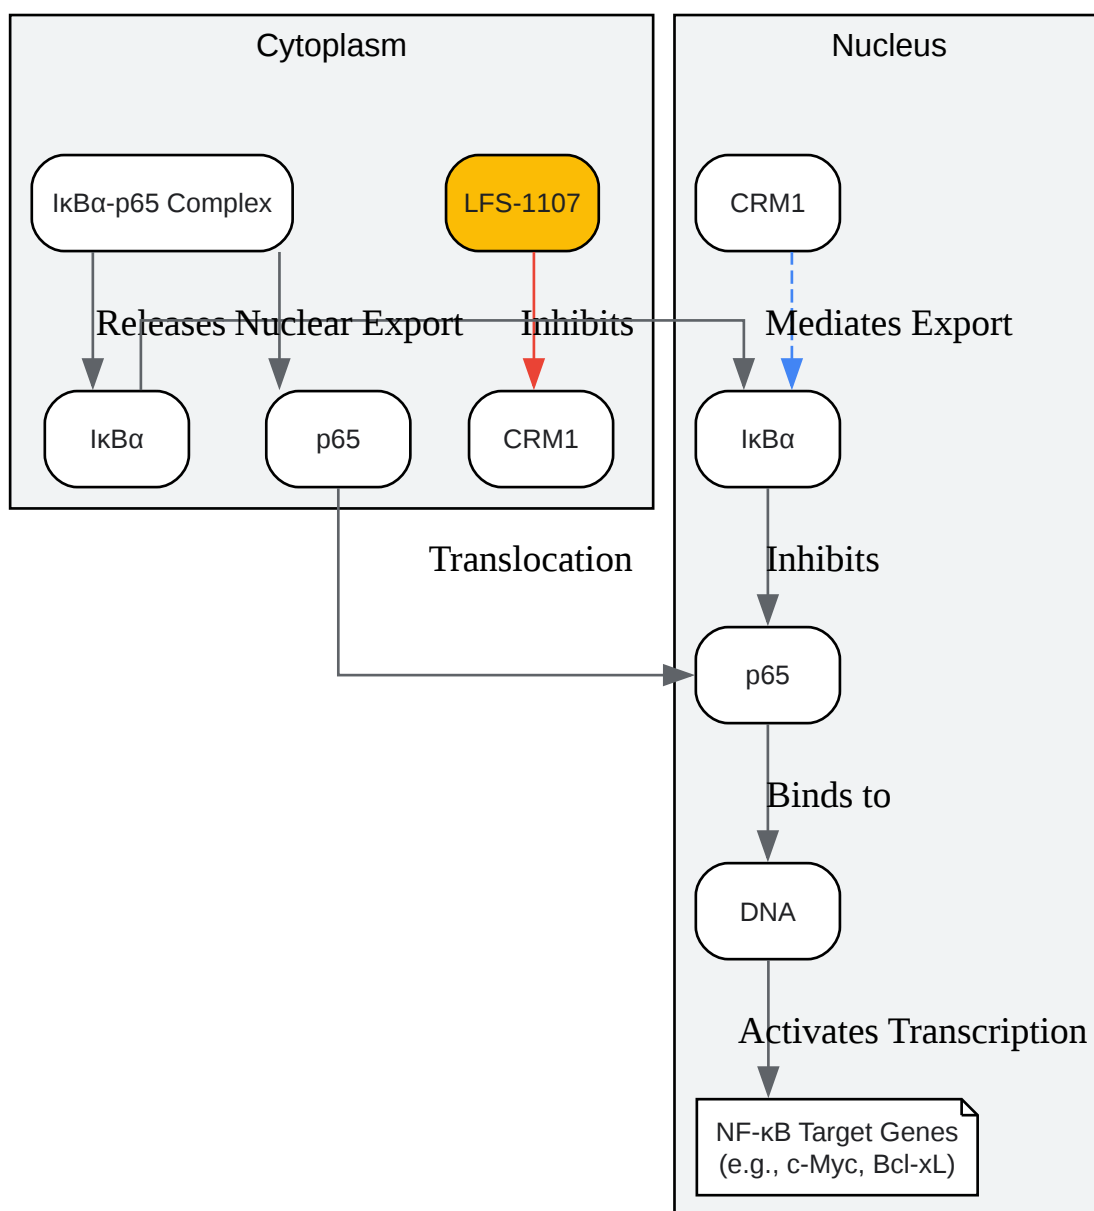 Cytoplasm
Nucleus
IκBα-p65 Complex
LFS-1107
CRM1
Releases
Nuclear Export
Inhibits
Mediates Export
IκBα
p65
CRM1
IκBα
Translocation
Inhibits
p65
Binds to
DNA
Activates Transcription
NF-κB Target Genes
(e.g., c-Myc, Bcl-xL)